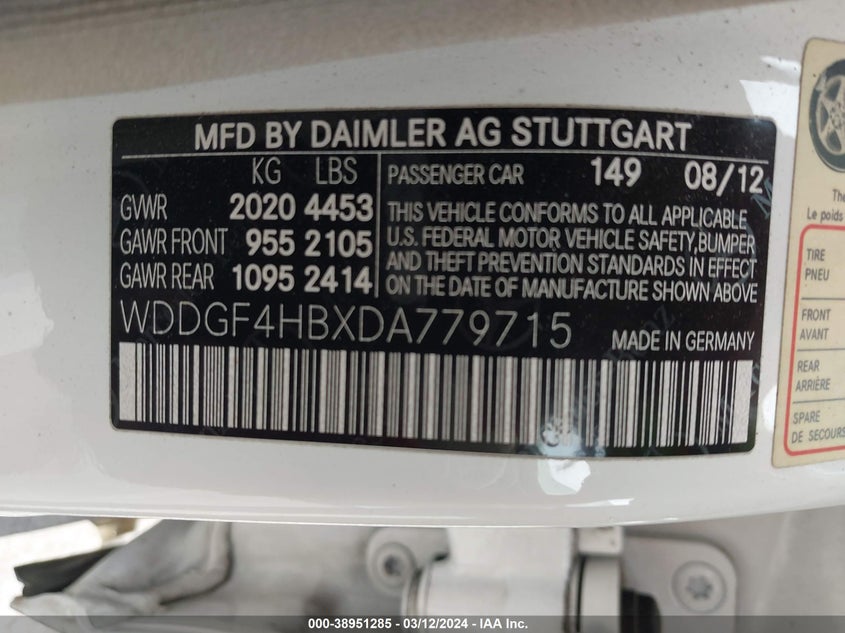 MFD BY DAIMLER AG STUTTGART
KG LBS
GVWR 2020 4453
GAWR FRONT 955 2105
GAWR REAR 1095 2414
PASSENGER CAR 149 08/12
THIS VEHICLE CONFORMS TO ALL APPLICABLE
U.S. FEDERAL MOTOR VEHICLE SAFETY,BUMPER
AND THEFT PREVENTION STANDARDS IN EFFECT
ON THE DATE OF MANUFACTURE SHOWN ABOVE
WDDGF4HBXDA779715
MADE IN GERMANY
The
Le poids
TIRE
PNEU
FRONT
AVANT
REAR
ARRIÈRE
SPARE
DE SECOURS
000-38951285 - 03/12/2024 - IAA Inc.